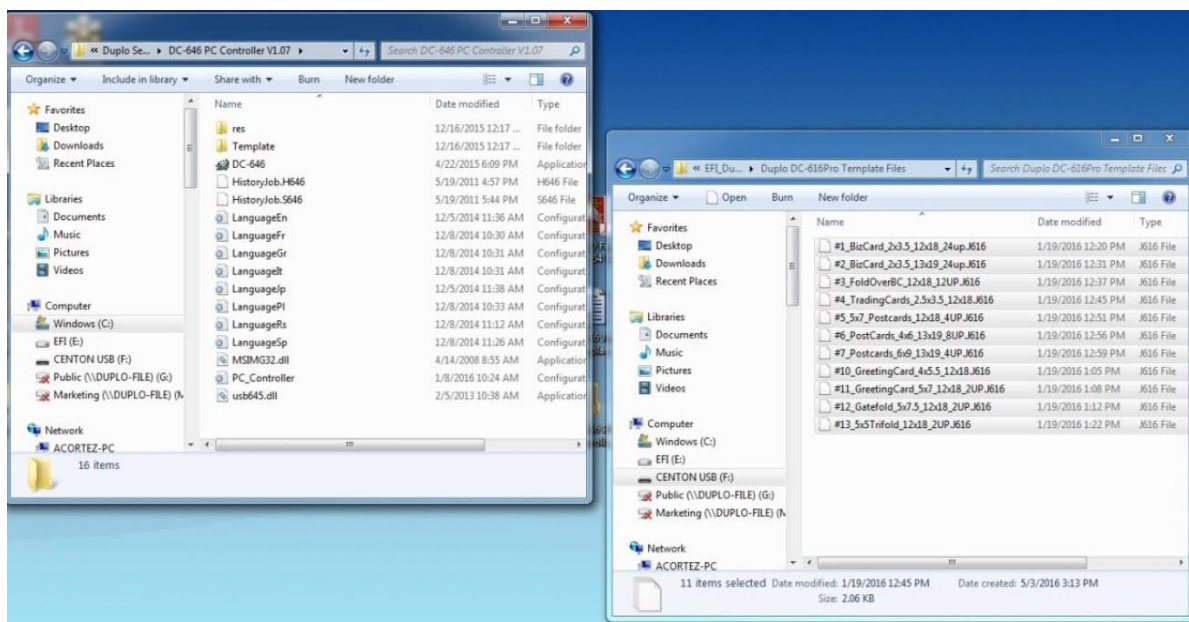 « Duplo Se... ▸ DC-646 PC Controller V1.07 ▸
Search DC-646 PC Controller V1.07
Organize Include in library Share with Burn New folder
Favorites
Desktop
Downloads
Recent Places
Libraries
Documents
Music
Pictures
Videos
Computer
Windows (C:)
EFI (E:)
CENTON USB (F:)
Public (\\DUPLO-FILE) (G:)
Marketing (\\DUPLO-FILE) (M
Network
ACORTEZ-PC
Name Date modified Type
res 12/16/2015 12:17 ... File folder
Template 12/16/2015 12:17 ... File folder
DC-646 4/22/2015 6:09 PM Application
HistoryJob.H646 5/19/2011 4:57 PM H646 File
HistoryJob.S646 5/19/2011 5:44 PM S646 File
LanguageEn 12/5/2014 11:36 AM Configurat
LanguageFr 12/8/2014 10:30 AM Configurat
LanguageGr 12/8/2014 10:31 AM Configurat
LanguageIt 12/8/2014 10:31 AM Configurat
LanguageJp 12/5/2014 11:38 AM Configurat
LanguagePl 12/8/2014 10:33 AM Configurat
LanguageRs 12/8/2014 11:12 AM Configurat
LanguageSp 12/8/2014 11:26 AM Configurat
MSIMG32.dll 4/14/2008 8:55 AM Application
PC_Controller 1/8/2016 10:24 AM Configurat
usb645.dll 2/5/2013 10:38 AM Application
16 items
« EFI_Du... ▸ Duplo DC-616Pro Template Files
Search Duplo DC-616Pro Template Files
Organize Open Burn New folder
Favorites
Desktop
Downloads
Recent Places
Libraries
Documents
Music
Pictures
Videos
Computer
Windows (C:)
EFI (E:)
CENTON USB (F:)
Public (\\DUPLO-FILE) (G:)
Marketing (\\DUPLO-FILE) (M
Network
ACORTEZ-PC
Name Date modified Type
#1_BizCard_2x3.5_12x18_24up.J616 1/19/2016 12:20 PM J616 File
#2_BizCard_2x3.5_13x19_24up.J616 1/19/2016 12:31 PM J616 File
#3_FoldOverBC_12x18_12UP.J616 1/19/2016 12:37 PM J616 File
#4_TradingCards_2.5x3.5_12x18.J616 1/19/2016 12:45 PM J616 File
#5_5x7_Postcards_12x18_4UP.J616 1/19/2016 12:51 PM J616 File
#6_PostCards_4x6_13x19_8UP.J616 1/19/2016 12:56 PM J616 File
#7_Postcards_6x9_13x19_4UP.J616 1/19/2016 12:59 PM J616 File
#10_GreetingCard_4x5.5_12x18.J616 1/19/2016 1:05 PM J616 File
#11_GreetingCard_5x7_12x18_2UP.J616 1/19/2016 1:08 PM J616 File
#12_Gatefold_5x7.5_12x18_2UP.J616 1/19/2016 1:12 PM J616 File
#13_5x5Trifold_12x18_2UP.J616 1/19/2016 1:22 PM J616 File
11 items selected Date modified: 1/19/2016 12:45 PM Date created: 5/3/2016 3:13 PM
Size: 2.06 KB